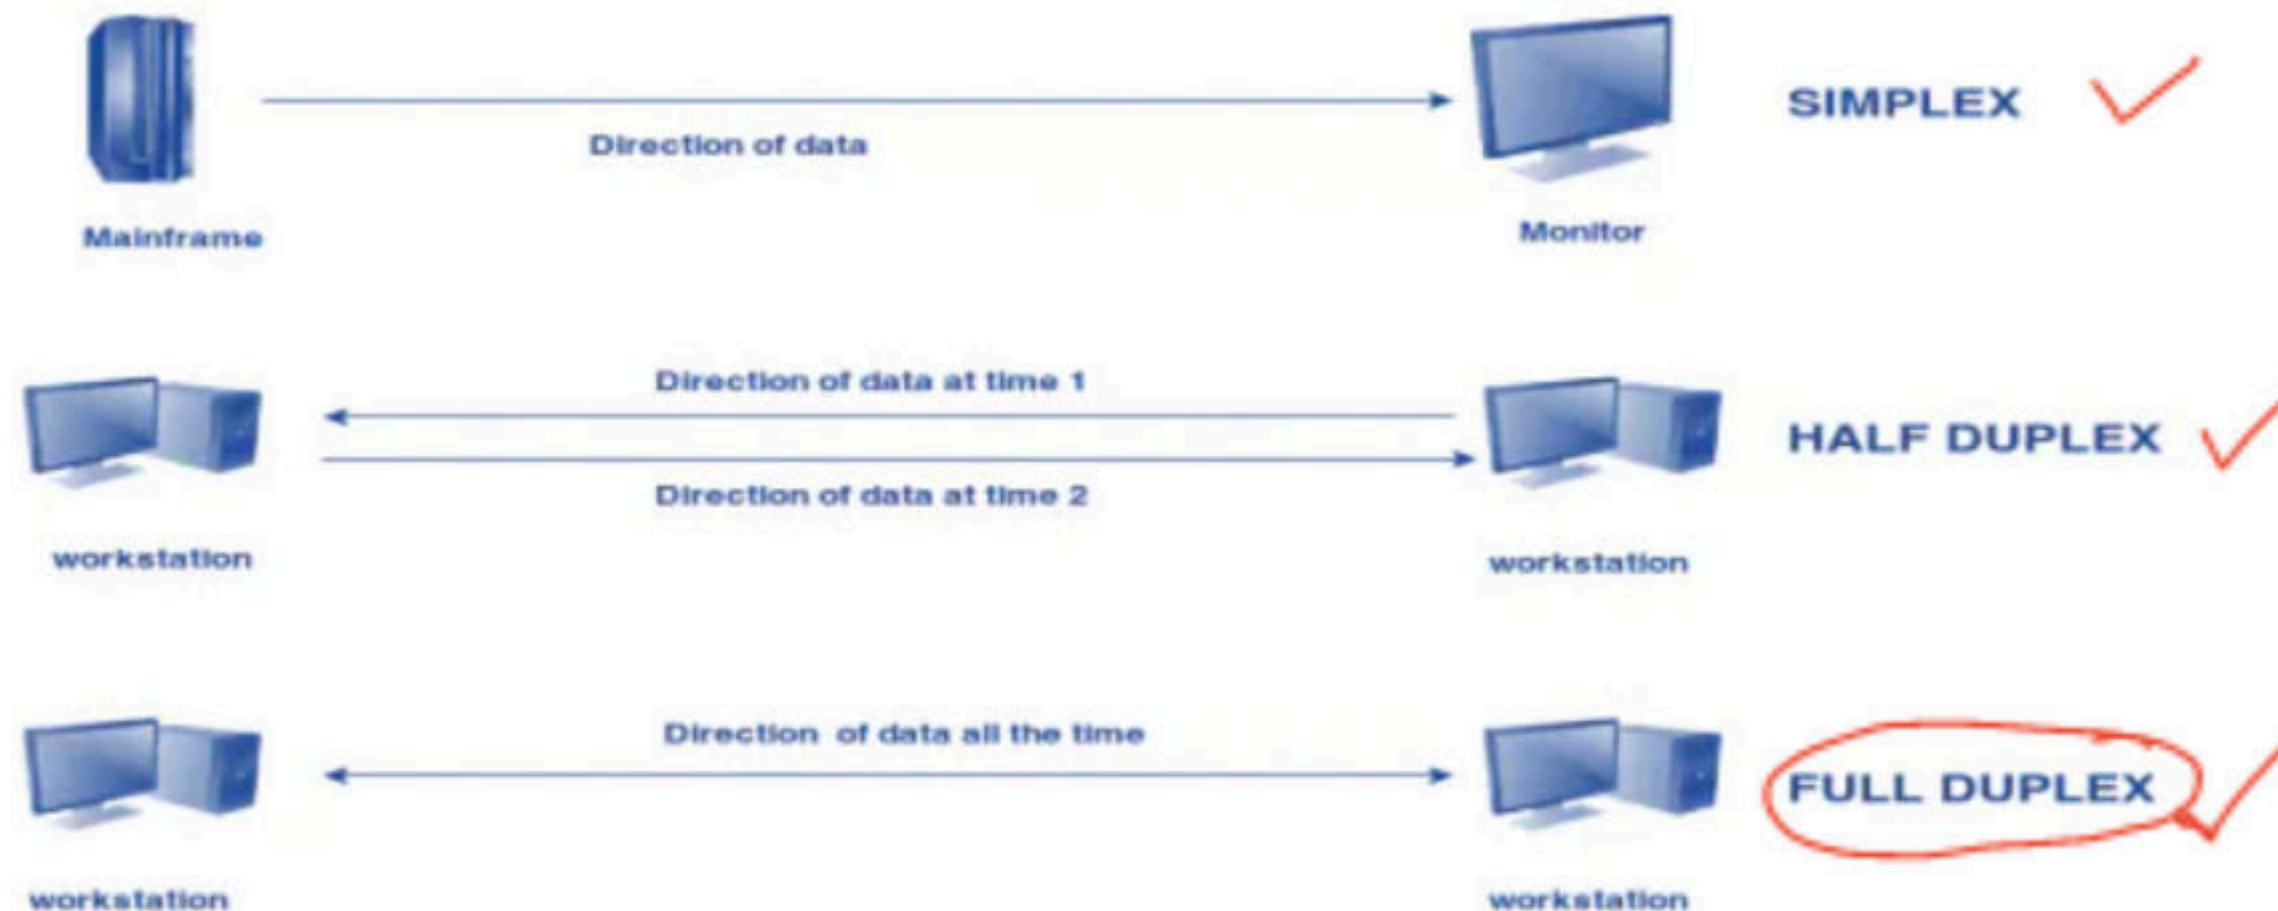 Direction of data
SIMPLEX
Mainframe
Monitor
Direction of data at time 1
HALF DUPLEX
Direction of data at time 2
workstation
workstation
Direction of data all the time
FULL DUPLEX
workstation
workstation